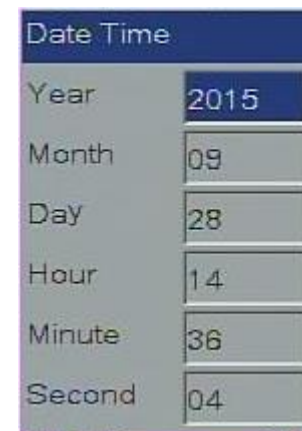 Date Time
Year 2015
Month 09
Day 28
Hour 14
Minute 36
Second 04